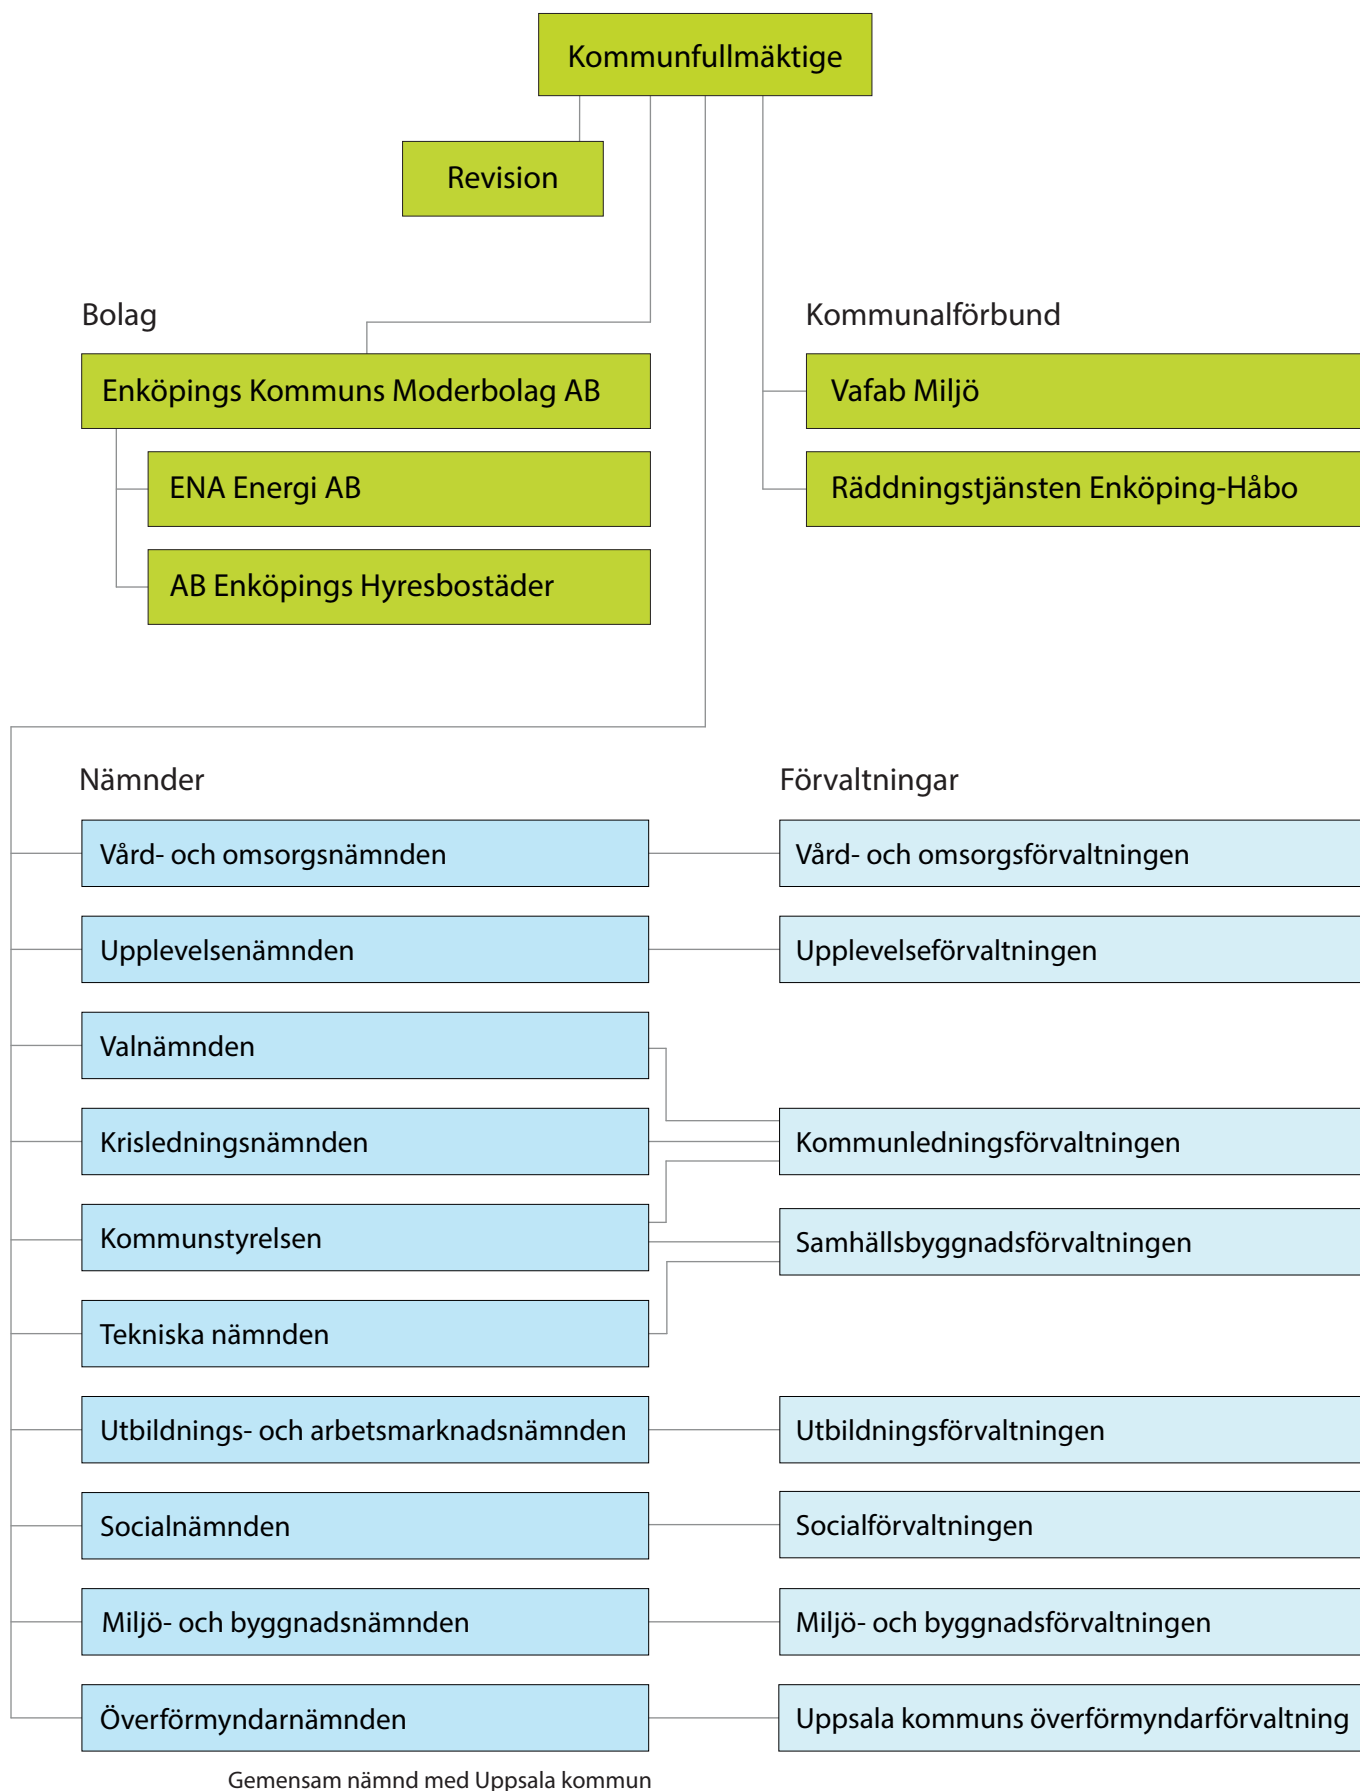 Kommunfullmäktige
Revision
Bolag
Enköpings Kommuns Moderbolag AB
ENA Energi AB
AB Enköpings Hyresbostäder
Kommunalförbund
Vafab Miljö
Räddningstjänsten Enköping-Håbo
Nämnder
Förvaltningar
Vård- och omsorgsnämnden
Vård- och omsorgsförvaltningen
Upplevelsenämnden
Upplevelseförvaltningen
Valnämnden
Krisledningsnämnden
Kommunledningsförvaltningen
Kommunstyrelsen
Samhällsbyggnadsförvaltningen
Tekniska nämnden
Utbildnings- och arbetsmarknadsnämnden
Utbildningsförvaltningen
Socialnämnden
Socialförvaltningen
Miljö- och byggnadsnämnden
Miljö- och byggnadsförvaltningen
Överförmyndarnämnden
Uppsala kommuns överförmyndarförvaltning
Gemensam nämnd med Uppsala kommun